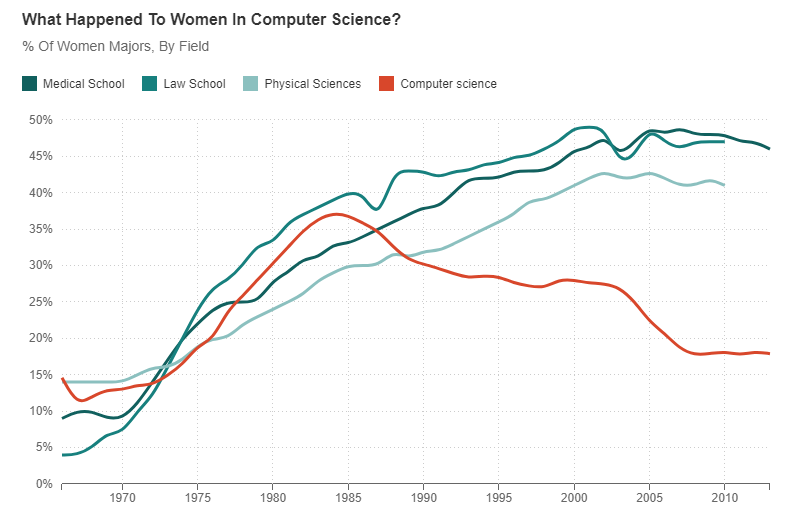 What Happened To Women In Computer Science?
% Of Women Majors, By Field
Medical School Law School Physical Sciences Computer science
50%
45%
40%
35%
30%
25%
20%
15%
10%
5%
0%
1970 1975 1980 1985 1990 1995 2000 2005 2010